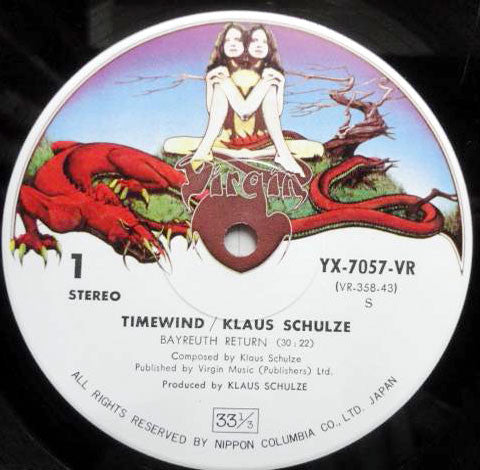 Virgin
1
STEREO
YX-7057-VR
(VR-358-43)
S
TIMEWIND / KLAUS SCHULZE
BAYREUTH RETURN (30:22)
Composed by Klaus Schulze
Published by Virgin Music (Publishers) Ltd.
Produced by KLAUS SCHULZE
33 1/3
ALL RIGHTS RESERVED BY NIPPON COLUMBIA CO., LTD. JAPAN